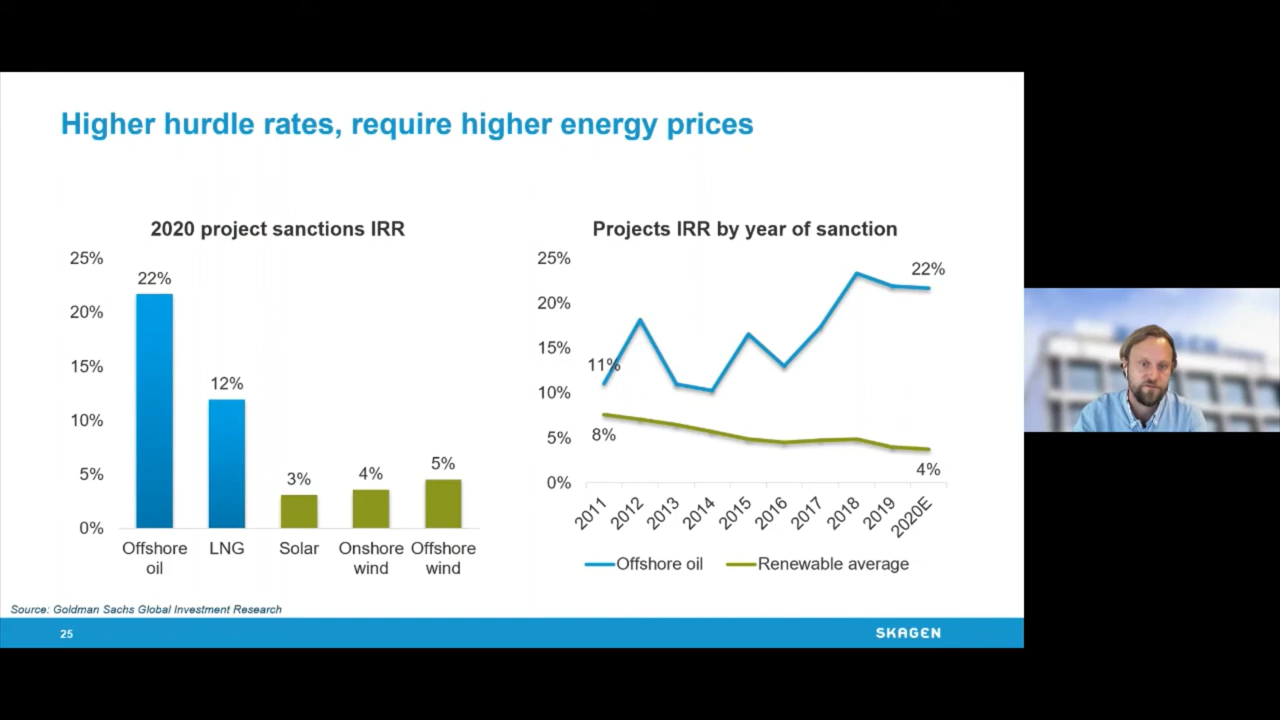 Higher hurdle rates, require higher energy prices
2020 project sanctions IRR
25%
20%
15%
10%
5%
0%
22%
12%
3%
4%
5%
Offshore
oil
LNG
Solar
Onshore
wind
Offshore
wind
Projects IRR by year of sanction
25%
20%
15%
10%
5%
0%
11%
8%
22%
4%
2011
2012
2013
2014
2015
2016
2017
2018
2019
2020E
Offshore oil
Renewable average
Source: Goldman Sachs Global Investment Research
25
SKAGEN